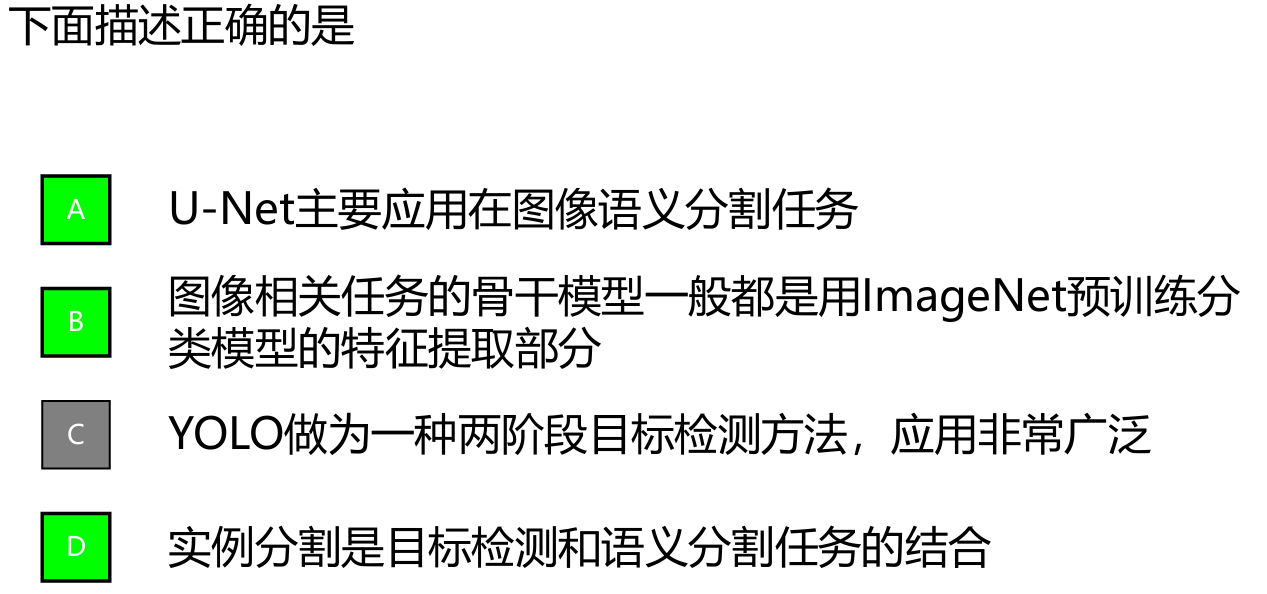 下面描述正确的是
A
U-Net主要应用在图像语义分割任务
B
图像相关任务的骨干模型一般都是用ImageNet预训练分
类模型的特征提取部分
C
YOLO做为一种两阶段目标检测方法，应用非常广泛
D
实例分割是目标检测和语义分割任务的结合